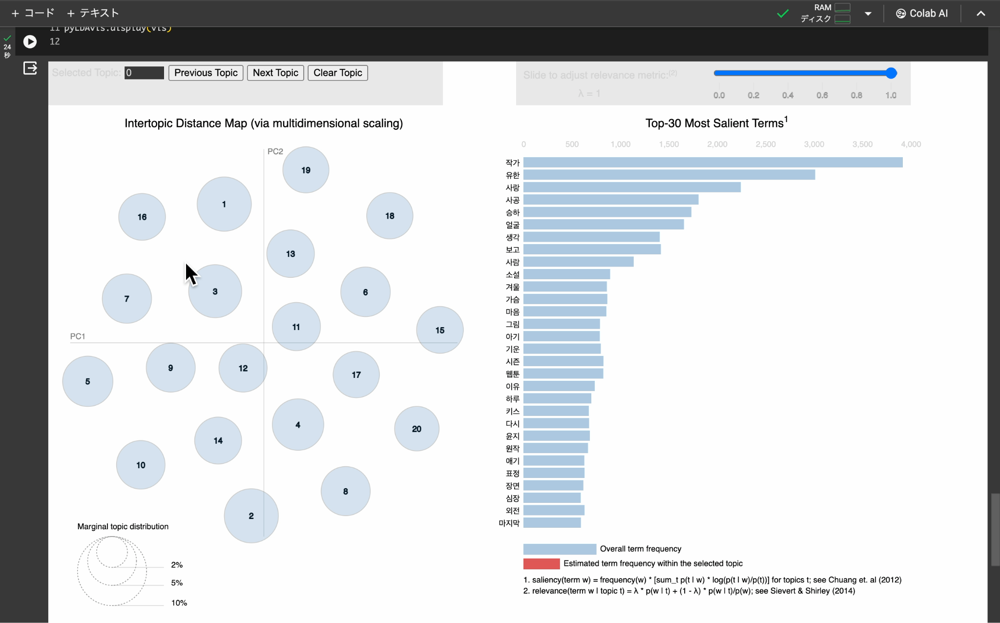 + コード + テキスト
RAM
ディスク
Colab AI
11 pyLDAvis.display(vis)
12
24
秒
Selected Topic: 0 Previous Topic Next Topic Clear Topic
Slide to adjust relevance metric:(2)
λ = 1
0.0 0.2 0.4 0.6 0.8 1.0
Intertopic Distance Map (via multidimensional scaling)
PC2
19
1
16
18
13
3
7
6
11
15
PC1
5
9
12
17
4
20
14
10
8
2
Marginal topic distribution
2%
5%
10%
Top-30 Most Salient Terms1
0 500 1,000 1,500 2,000 2,500 3,000 3,500 4,000
작가
유한
사랑
사공
승하
얼굴
생각
보고
사람
소설
겨울
가슴
마음
그림
아기
기운
시즌
웹툰
이유
하루
키스
다시
윤지
원작
애기
표정
장면
심장
외전
마지막
Overall term frequency
Estimated term frequency within the selected topic
1. saliency(term w) = frequency(w) * [sum_t p(t | w) * log(p(t | w)/p(t))] for topics t; see Chuang et. al (2012)
2. relevance(term w | topic t) = λ * p(w | t) + (1 - λ) * p(w | t)/p(w); see Sievert & Shirley (2014)